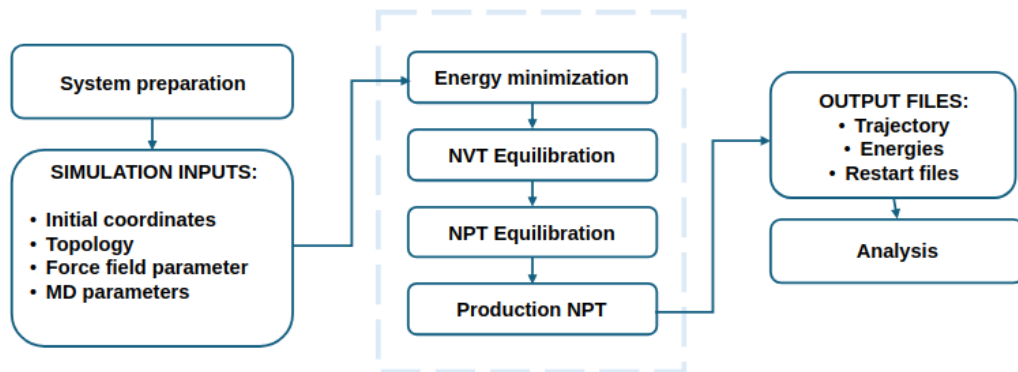 System preparation
SIMULATION INPUTS:
• Initial coordinates
• Topology
• Force field parameter
• MD parameters
Energy minimization
NVT Equilibration
NPT Equilibration
Production NPT
OUTPUT FILES:
• Trajectory
• Energies
• Restart files
Analysis